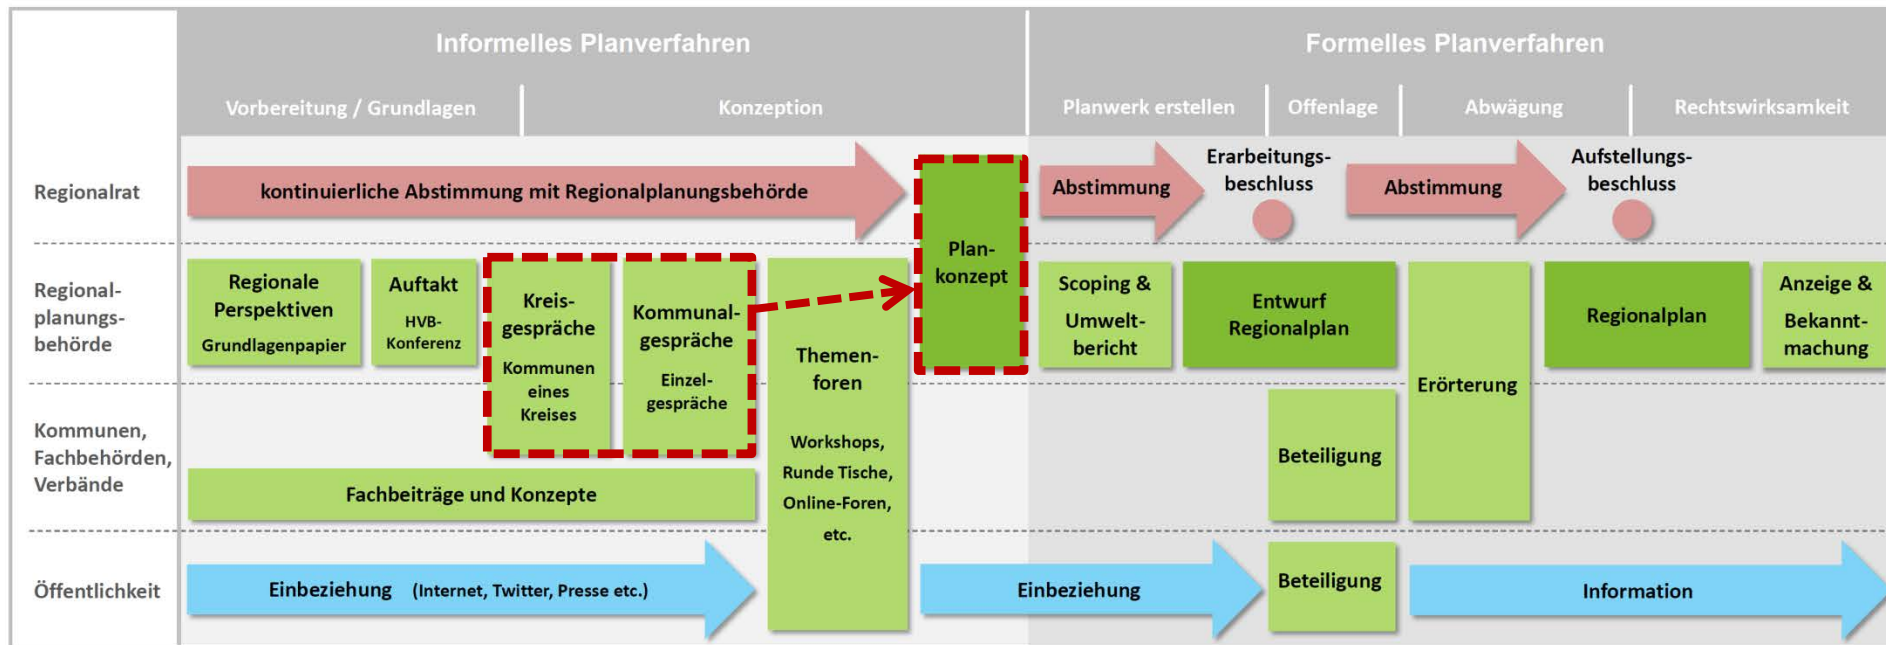 Informelles Planverfahren
Formelles Planverfahren
Vorbereitung / Grundlagen
Konzeption
Planwerk erstellen
Offenlage
Abwägung
Rechtswirksamkeit
Regionalrat
kontinuierliche Abstimmung mit Regionalplanungsbehörde
Plan-
konzept
Abstimmung
Erarbeitungs-
beschluss
Abstimmung
Aufstellungs-
beschluss
Regional-
planungs-
behörde
Regionale
Perspektiven
Grundlagenpapier
Auftakt
HVB-
Konferenz
Kreis-
gespräche
Kommunen
eines
Kreises
Kommunal-
gespräche
Einzel-
gespräche
Themen-
foren
Workshops,
Runde Tische,
Online-Foren,
etc.
Scoping &
Umwelt-
bericht
Entwurf
Regionalplan
Erörterung
Regionalplan
Anzeige &
Bekannt-
machung
Kommunen,
Fachbehörden,
Verbände
Fachbeiträge und Konzepte
Beteiligung
Öffentlichkeit
Einbeziehung (Internet, Twitter, Presse etc.)
Einbeziehung
Beteiligung
Information